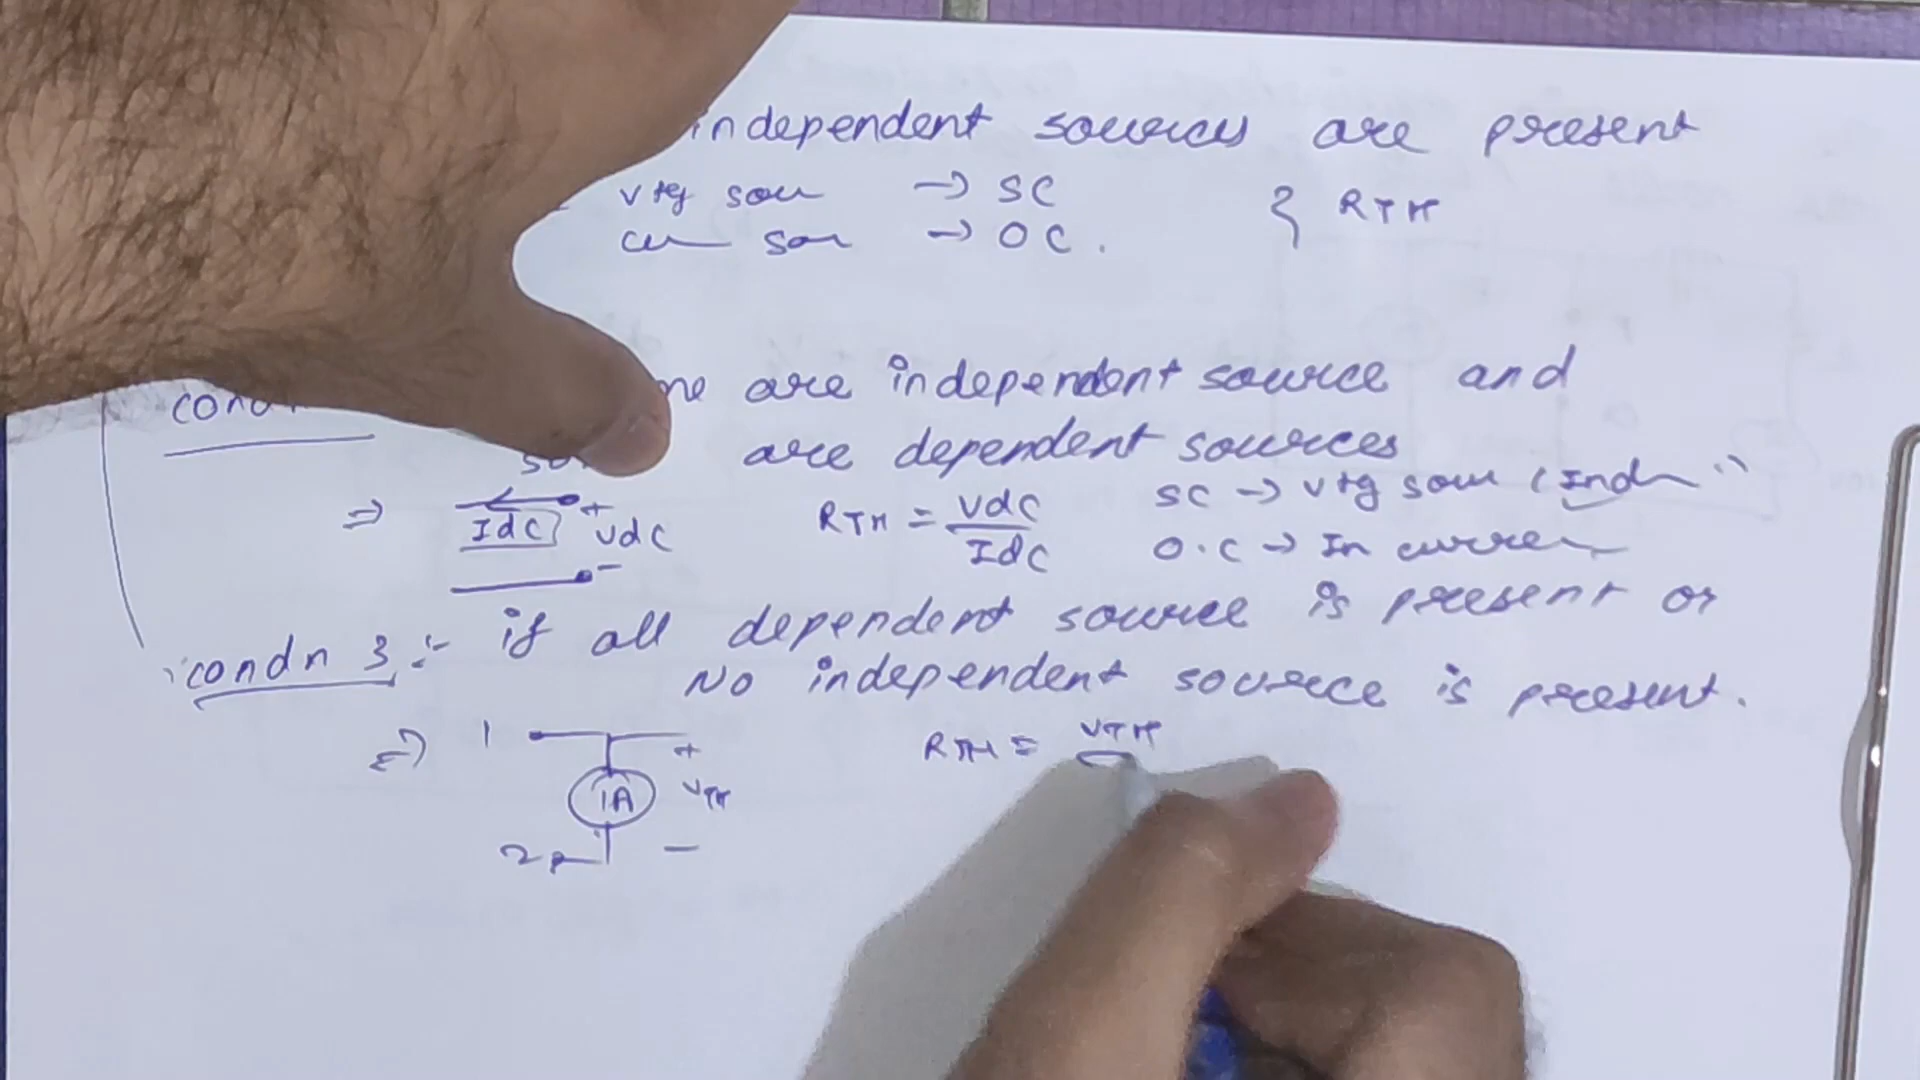 independent sources are present
vtg sou → SC } RTH
cu sou → OC.
are independent source and
are dependent sources
⇒ Idc + Vdc - RTH = Vdc / Idc SC → vtg sour (Ind
O.C → In curre
condn 3 :- if all dependent source is present or
No independent source is present.
⇒ 1 1A 2 + VTH - RTH = VTH